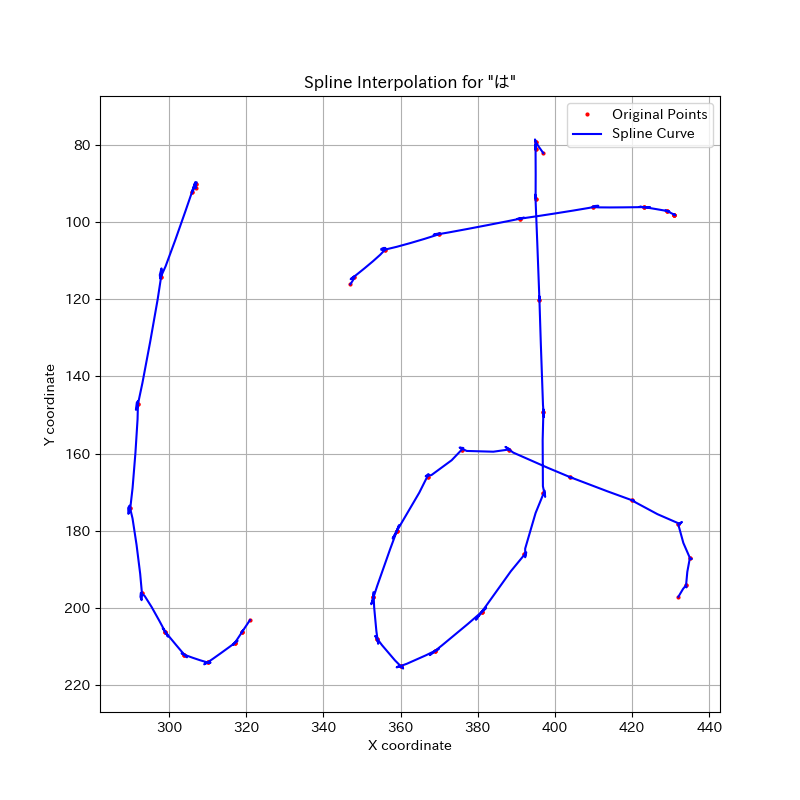 Spline Interpolation for "は"
Original Points
Spline Curve
80
100
120
140
160
180
200
220
Y coordinate
は
300
320
340
360
380
400
420
440
X coordinate